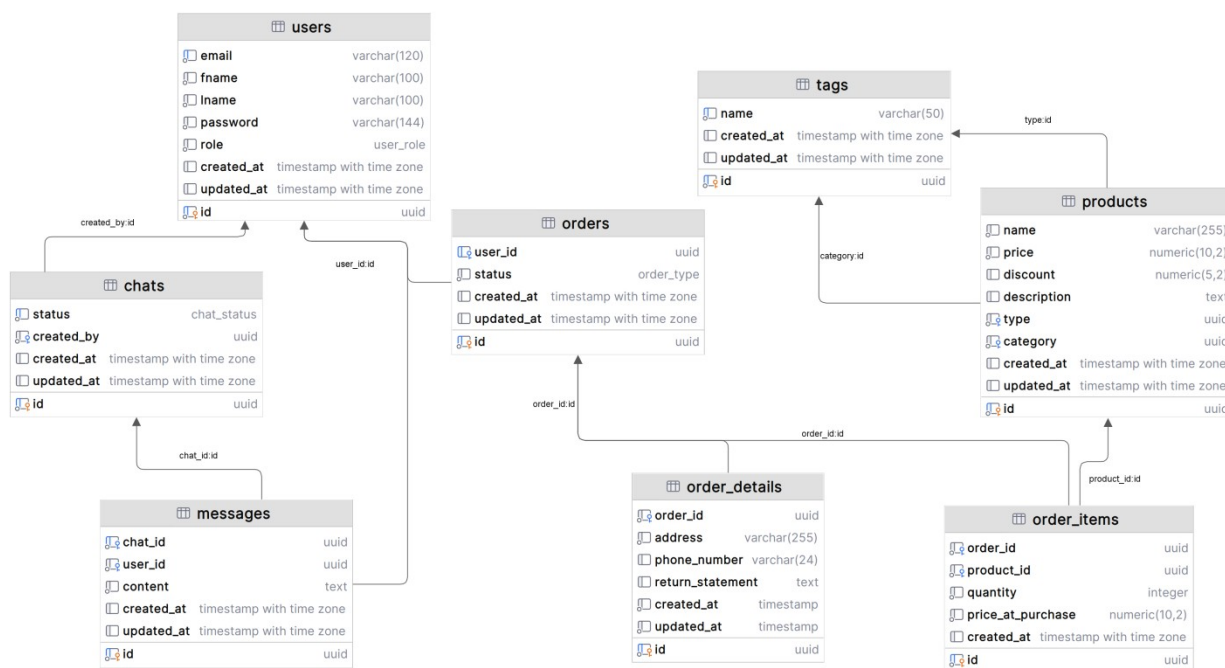 users
email varchar(120)
fname varchar(100)
lname varchar(100)
password varchar(144)
role user_role
created_at timestamp with time zone
updated_at timestamp with time zone
id uuid
tags
name varchar(50)
created_at timestamp with time zone
updated_at timestamp with time zone
id uuid
type:id
products
name varchar(255)
price numeric(10,2)
discount numeric(5,2)
description text
type uuid
category uuid
created_at timestamp with time zone
updated_at timestamp with time zone
id uuid
category:id
created_by:id
user_id:id
orders
user_id uuid
status order_type
created_at timestamp with time zone
updated_at timestamp with time zone
id uuid
chats
status chat_status
created_by uuid
created_at timestamp with time zone
updated_at timestamp with time zone
id uuid
order_id:id
order_id:id
chat_id:id
product_id:id
messages
chat_id uuid
user_id uuid
content text
created_at timestamp with time zone
updated_at timestamp with time zone
id uuid
order_details
order_id uuid
address varchar(255)
phone_number varchar(24)
return_statement text
created_at timestamp
updated_at timestamp
id uuid
order_items
order_id uuid
product_id uuid
quantity integer
price_at_purchase numeric(10,2)
created_at timestamp with time zone
id uuid